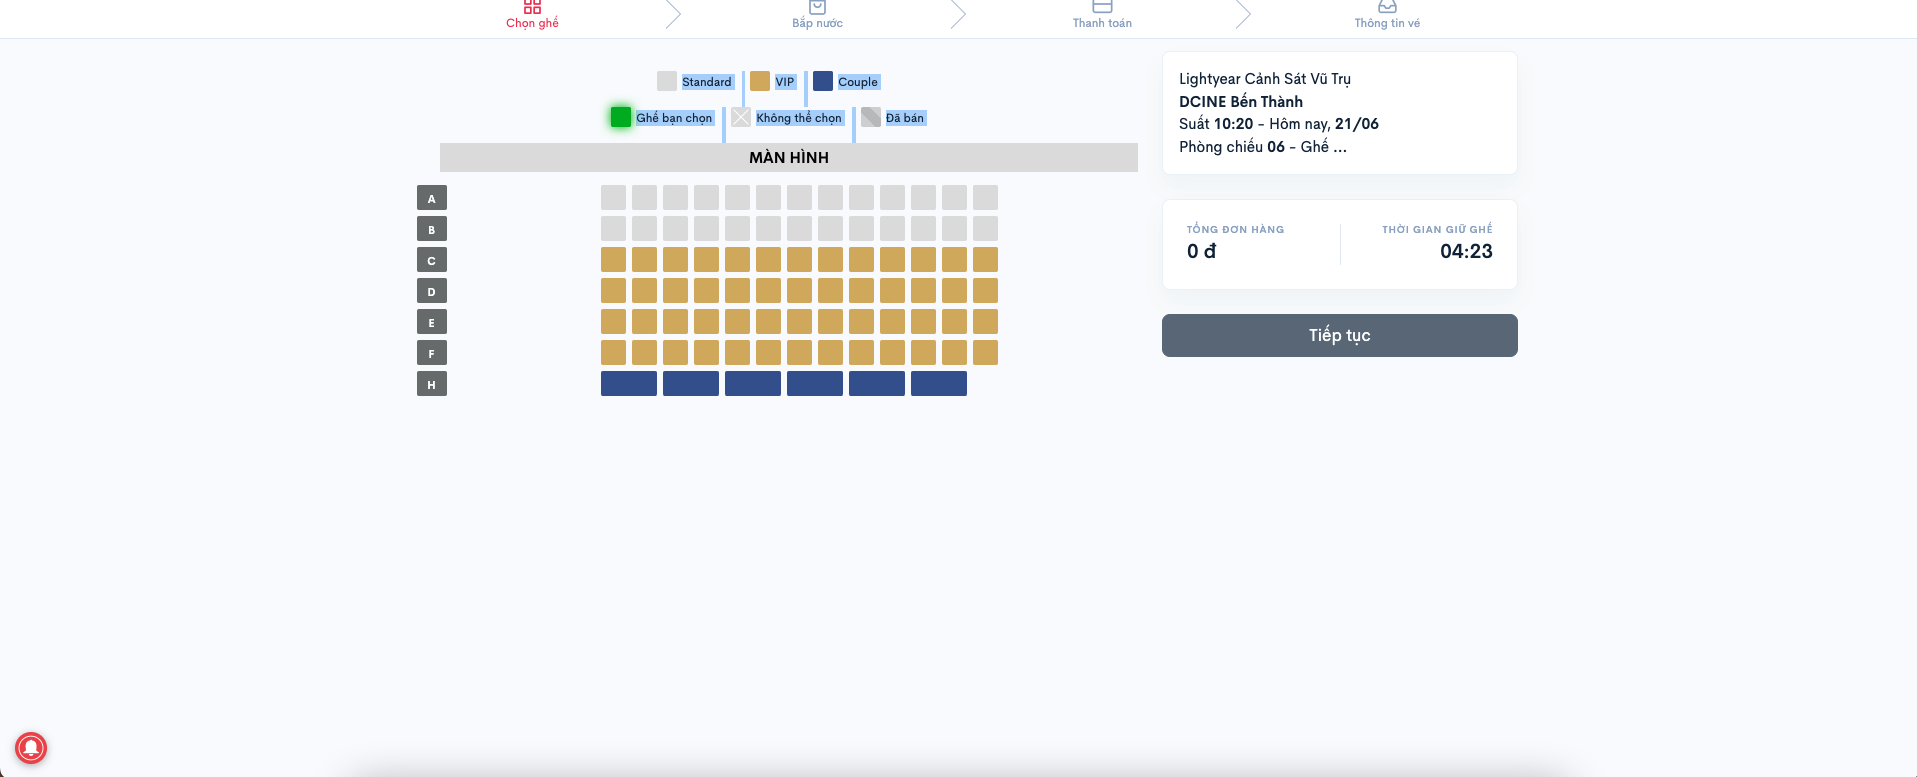 Chọn ghế
Bắp nước
Thanh toán
Thông tin vé
Standard
VIP
Couple
Ghế bạn chọn
Không thể chọn
Đã bán
MÀN HÌNH
A
B
C
D
E
F
H
Lightyear Cảnh Sát Vũ Trụ
DCINE Bến Thành
Suất 10:20 - Hôm nay, 21/06
Phòng chiếu 06 - Ghế ...
TỔNG ĐƠN HÀNG
0 đ
THỜI GIAN GIỮ GHẾ
04:23
Tiếp tục